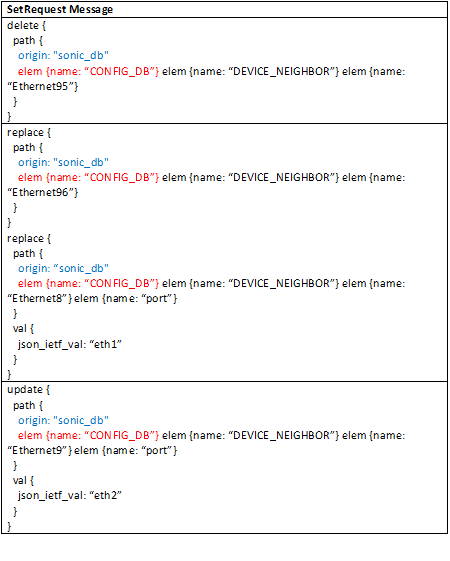 SetRequest Message
delete {
path {
origin: "sonic_db"
elem {name: “CONFIG_DB”} elem {name: “DEVICE_NEIGHBOR”} elem {name:
“Ethernet95”}
}
}
replace {
path {
origin: "sonic_db"
elem {name: “CONFIG_DB”} elem {name: “DEVICE_NEIGHBOR”} elem {name:
“Ethernet96”}
}
}
replace {
path {
origin: “sonic_db"
elem {name: “CONFIG_DB”} elem {name: “DEVICE_NEIGHBOR”} elem {name:
“Ethernet8”} elem {name: “port”}
}
val {
json_ietf_val: “eth1”
}
}
update {
path {
origin: "sonic_db"
elem {name: “CONFIG_DB”} elem {name: “DEVICE_NEIGHBOR”} elem {name:
“Ethernet9”} elem {name: “port”}
}
val {
json_ietf_val: “eth2”
}
}